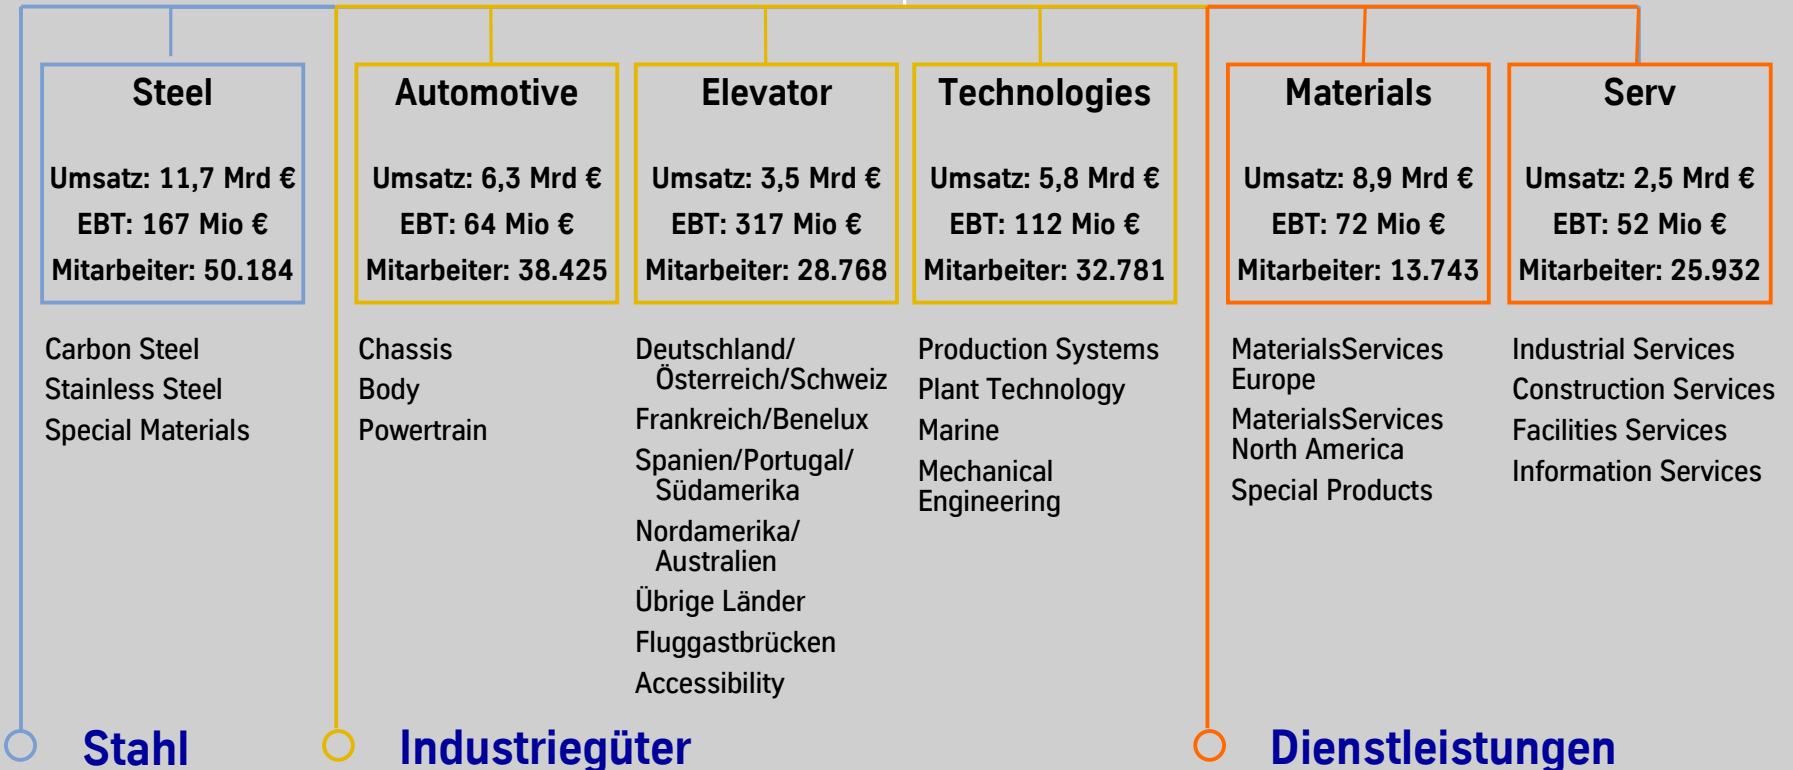 Steel
Umsatz: 11,7 Mrd €
EBT: 167 Mio €
Mitarbeiter: 50.184
Carbon Steel
Stainless Steel
Special Materials
Automotive
Umsatz: 6,3 Mrd €
EBT: 64 Mio €
Mitarbeiter: 38.425
Chassis
Body
Powertrain
Elevator
Umsatz: 3,5 Mrd €
EBT: 317 Mio €
Mitarbeiter: 28.768
Deutschland/
Österreich/Schweiz
Frankreich/Benelux
Spanien/Portugal/
Südamerika
Nordamerika/
Australien
Übrige Länder
Fluggastbrücken
Accessibility
Technologies
Umsatz: 5,8 Mrd €
EBT: 112 Mio €
Mitarbeiter: 32.781
Production Systems
Plant Technology
Marine
Mechanical
Engineering
Materials
Umsatz: 8,9 Mrd €
EBT: 72 Mio €
Mitarbeiter: 13.743
MaterialsServices
Europe
MaterialsServices
North America
Special Products
Serv
Umsatz: 2,5 Mrd €
EBT: 52 Mio €
Mitarbeiter: 25.932
Industrial Services
Construction Services
Facilities Services
Information Services
Stahl
Industriegüter
Dienstleistungen